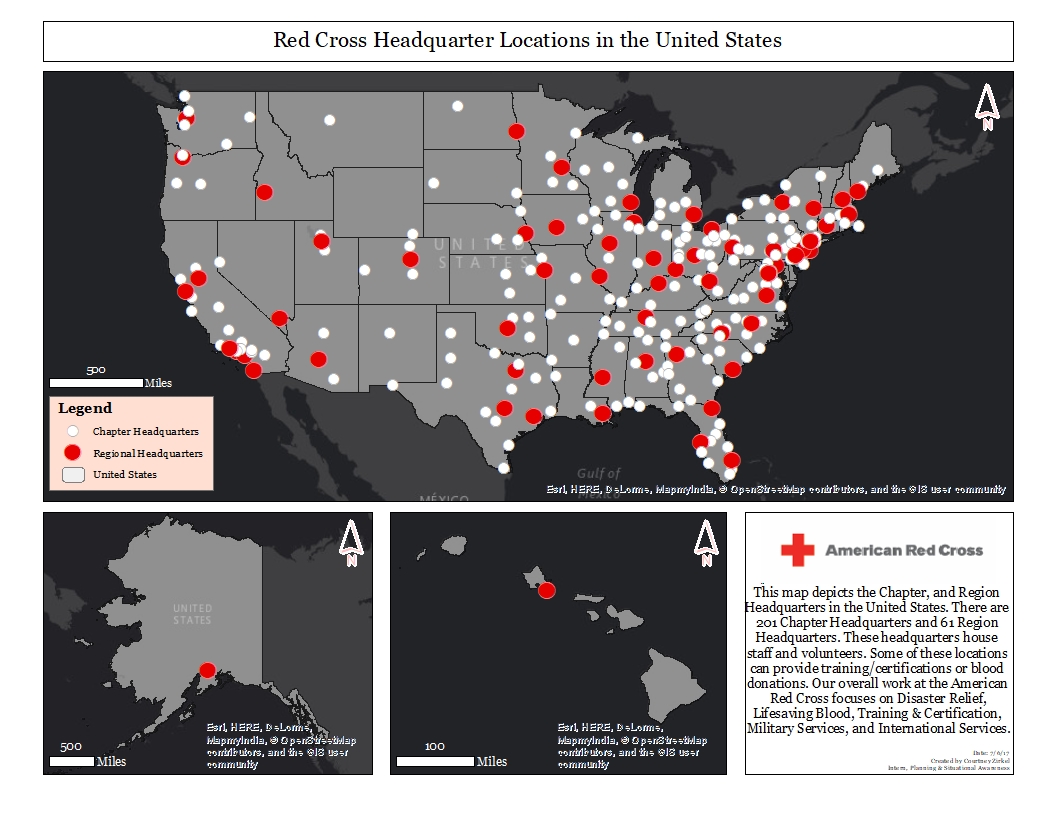 Red Cross Headquarter Locations in the United States
N
UNITED
STATES
500
Miles
Legend
Chapter Headquarters
Regional Headquarters
United States
Gulf of
MÉXICO
Esri, HERE, DeLorme, MapmyIndia, © OpenStreetMap contributors, and the GIS user community
N
UNITED
STATES
500
Miles
Esri, HERE, DeLorme,
MapmyIndia, © OpenStreetMap
contributors, and the GIS user
community
N
100
Miles
Esri, HERE, DeLorme,
MapmyIndia, © OpenStreetMap
contributors, and the GIS user
community
American Red Cross
This map depicts the Chapter, and Region
Headquarters in the United States. There are
201 Chapter Headquarters and 61 Region
Headquarters. These headquarters house
staff and volunteers. Some of these locations
can provide training/certifications or blood
donations. Our overall work at the American
Red Cross focuses on Disaster Relief,
Lifesaving Blood, Training & Certification,
Military Services, and International Services.
Date: 7/6/17
Created by Courtney Zirkel
Intern, Planning & Situational Awareness